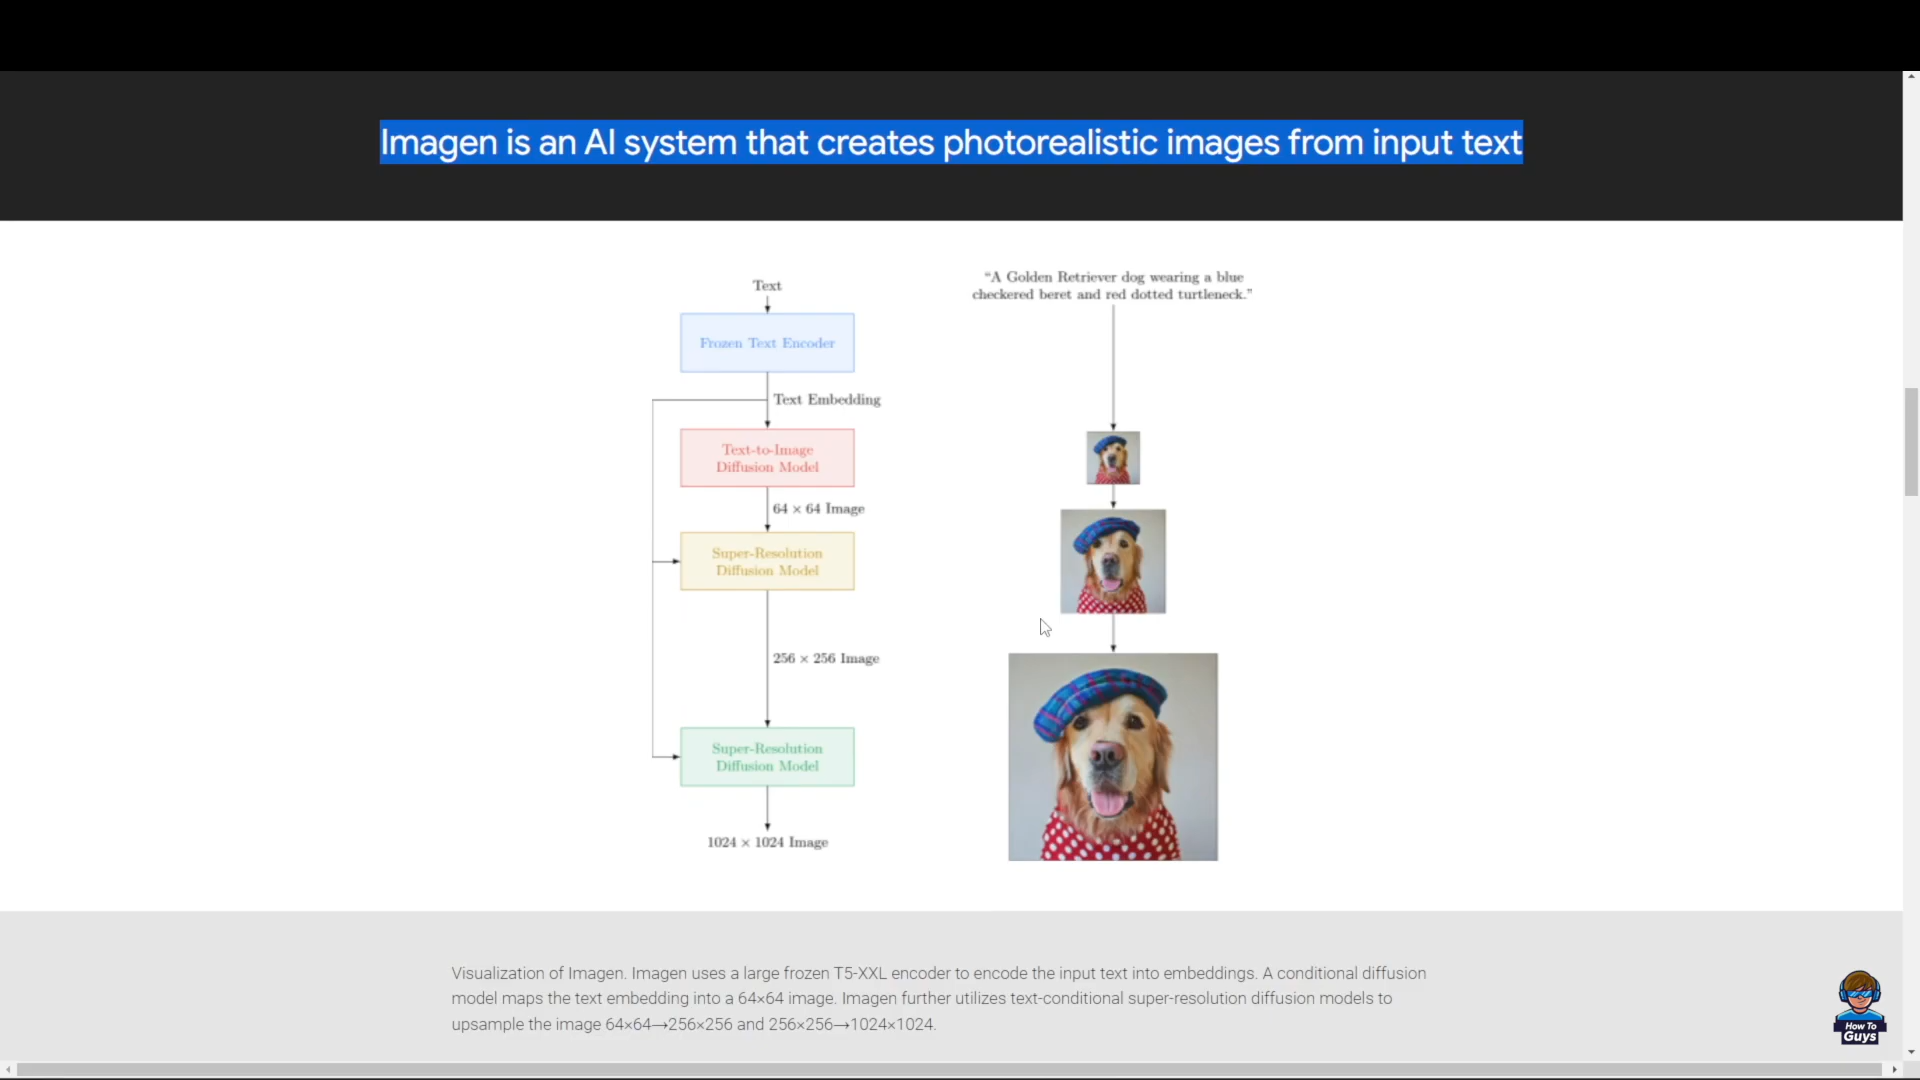 Imagen is an AI system that creates photorealistic images from input text
Text
Frozen Text Encoder
Text Embedding
Text-to-Image
Diffusion Model
64 × 64 Image
Super-Resolution
Diffusion Model
256 × 256 Image
Super-Resolution
Diffusion Model
1024 × 1024 Image
“A Golden Retriever dog wearing a blue
checkered beret and red dotted turtleneck.”
Visualization of Imagen. Imagen uses a large frozen T5-XXL encoder to encode the input text into embeddings. A conditional diffusion
model maps the text embedding into a 64×64 image. Imagen further utilizes text-conditional super-resolution diffusion models to
upsample the image 64×64→256×256 and 256×256→1024×1024.
How To
Guys